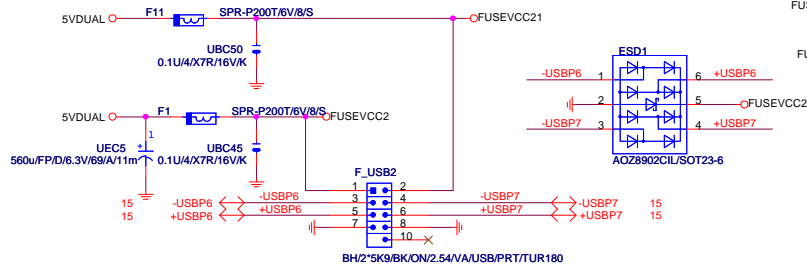 5VDUAL F11 SPR-P200T/6V/8/S FUSEVCC21 FUS
UBC50
0.1U/4/X7R/16V/K
FU
ESD1
-USBP6 1 6 +USBP6
2 5 FUSEVCC2
-USBP7 3 4 +USBP7
AOZ8902CIL/SOT23-6
5VDUAL F1 SPR-P200T/6V/8/S FUSEVCC2
1
+
UEC5
560u/FP/D/6.3V/69/A/11m
UBC45
0.1U/4/X7R/16V/K
F_USB2
1 2
15 -USBP6 -USBP6 3 4 -USBP7 -USBP7 15
15 +USBP6 +USBP6 5 6 +USBP7 +USBP7 15
7 8
10
BH/2*5K9/BK/ON/2.54/VA/USB/PRT/TUR180